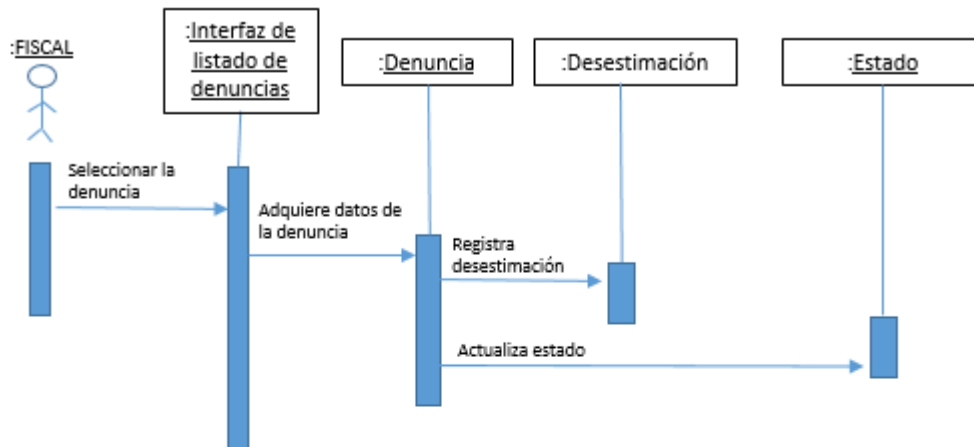 :FISCAL
:Interfaz de
listado de
denuncias
:Denuncia
:Desestimación
:Estado
Seleccionar la
denuncia
Adquiere datos de
la denuncia
Registra
desestimación
Actualiza estado